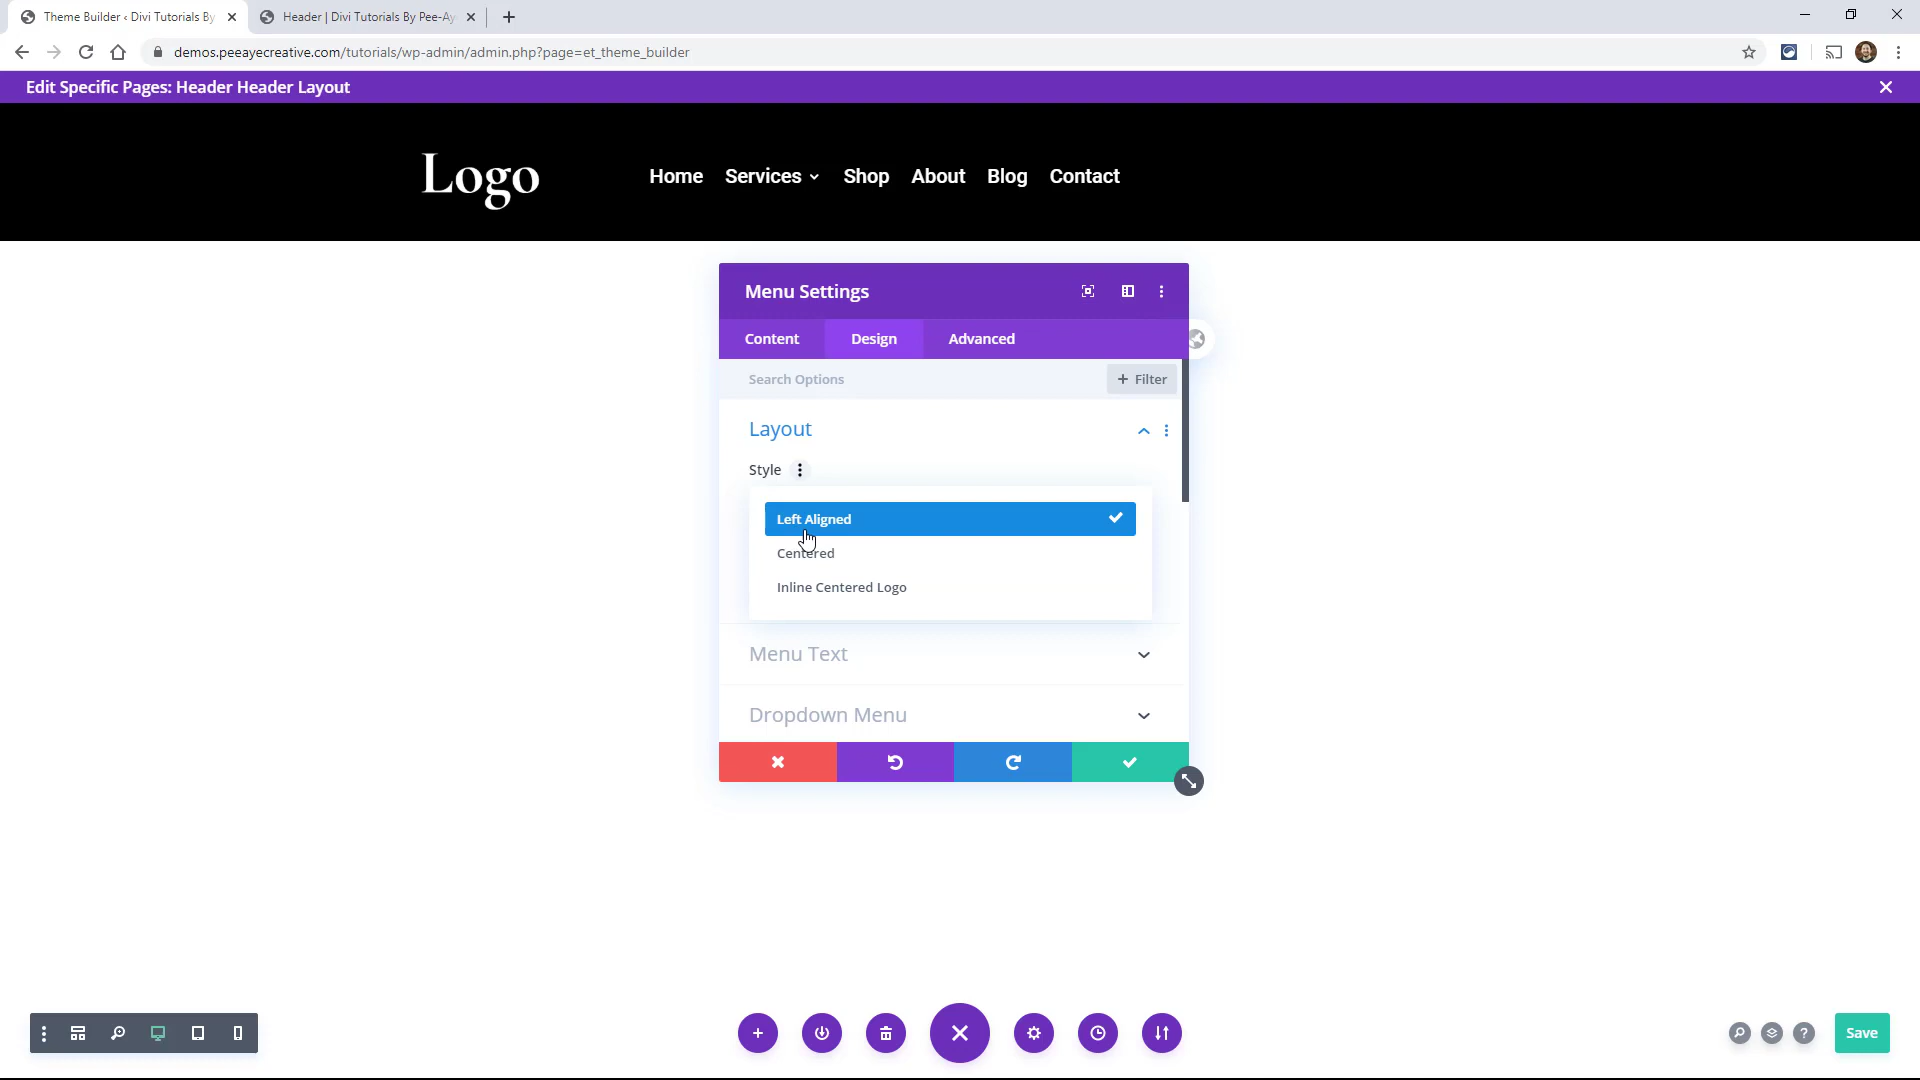 Theme Builder ‹ Divi Tutorials By
Header | Divi Tutorials By Pee-Ay
demos.peeayecreative.com/tutorials/wp-admin/admin.php?page=et_theme_builder
Edit Specific Pages: Header Header Layout
Logo
Home Services Shop About Blog Contact
Menu Settings
Content Design Advanced
Search Options
+ Filter
Layout
Style
Left Aligned
Centered
Inline Centered Logo
Menu Text
Dropdown Menu
Save